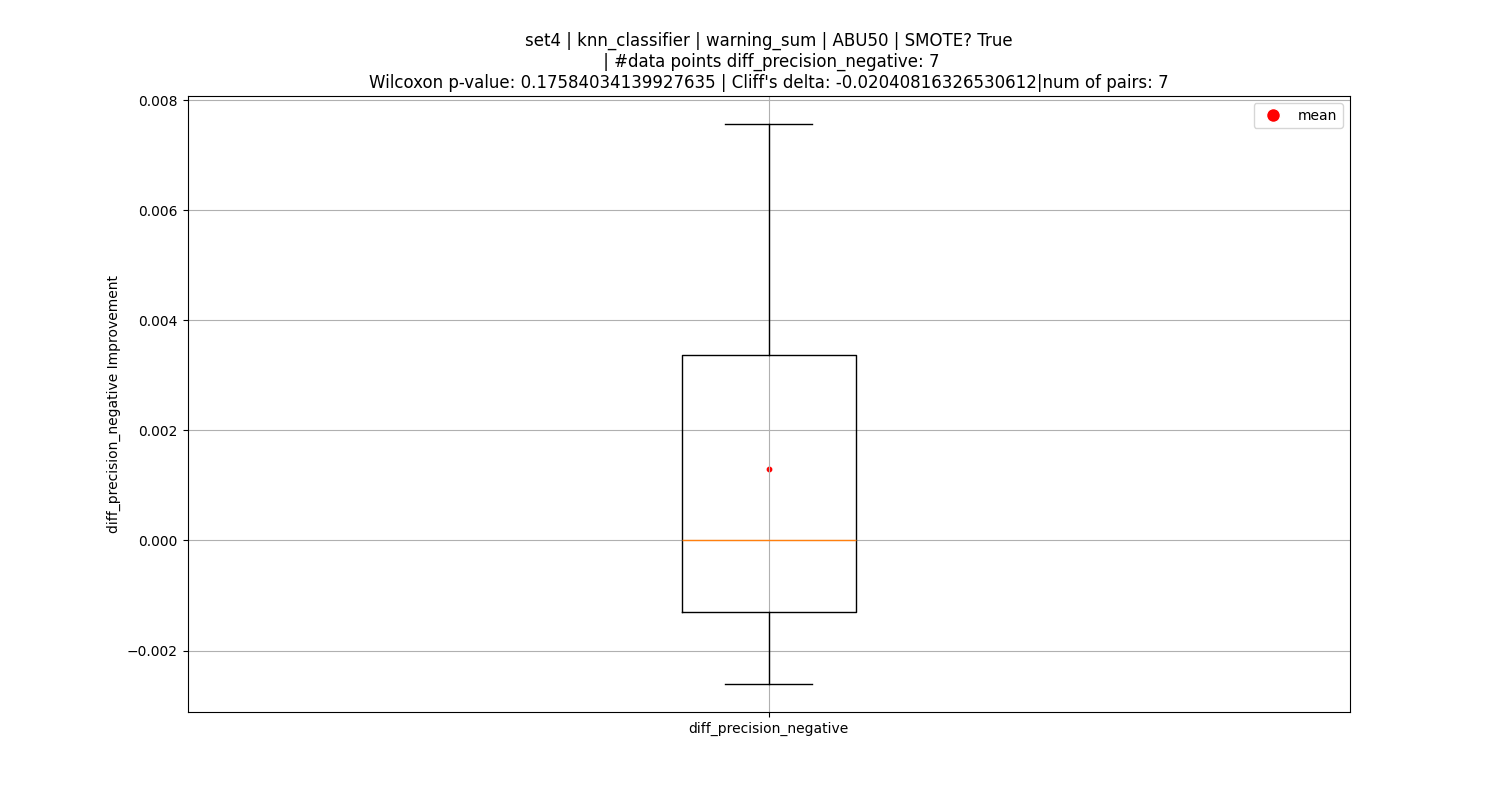 set4 | knn_classifier | warning_sum | ABU50 | SMOTE? True
| #data points diff_precision_negative: 7
Wilcoxon p-value: 0.17584034139927635 | Cliff's delta: -0.02040816326530612|num of pairs: 7
mean
0.008
0.006
0.004
0.002
0.000
−0.002
diff_precision_negative Improvement
diff_precision_negative